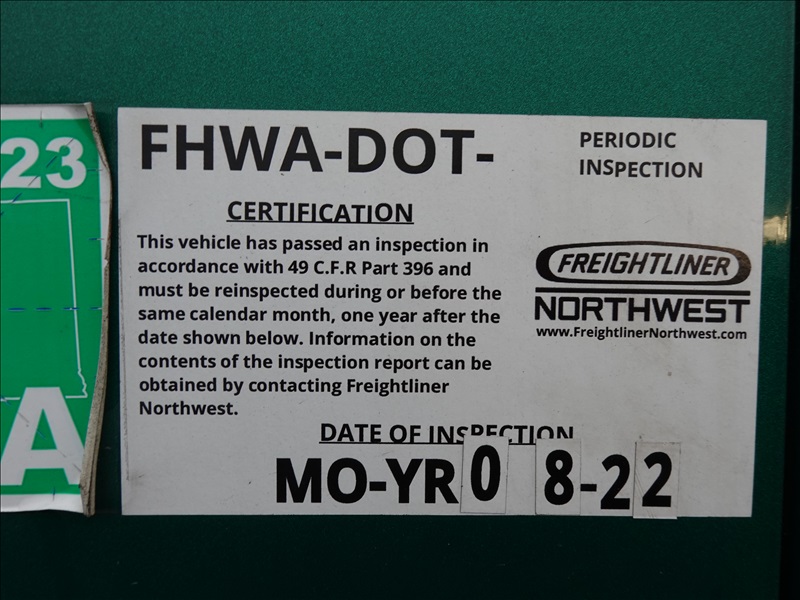 23
A
FHWA-DOT-
PERIODIC
INSPECTION
CERTIFICATION
This vehicle has passed an inspection in
accordance with 49 C.F.R Part 396 and
must be reinspected during or before the
same calendar month, one year after the
date shown below. Information on the
contents of the inspection report can be
obtained by contacting Freightliner
Northwest.
FREIGHTLINER
NORTHWEST
www.FreightlinerNorthwest.com
DATE OF INSPECTION
MO-YR 08-22